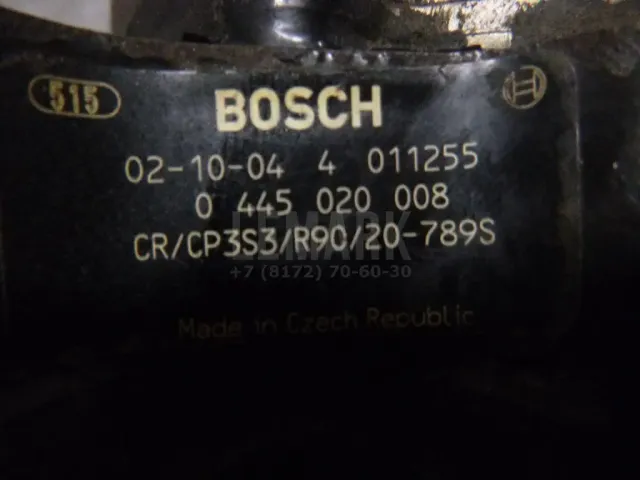 515 BOSCH
02-10-04 4 011255
0 445 020 008
LEMARK
CR/CP3S3/R90/20-789S
+7 (8172) 70-60-30
Made in Czech Republic